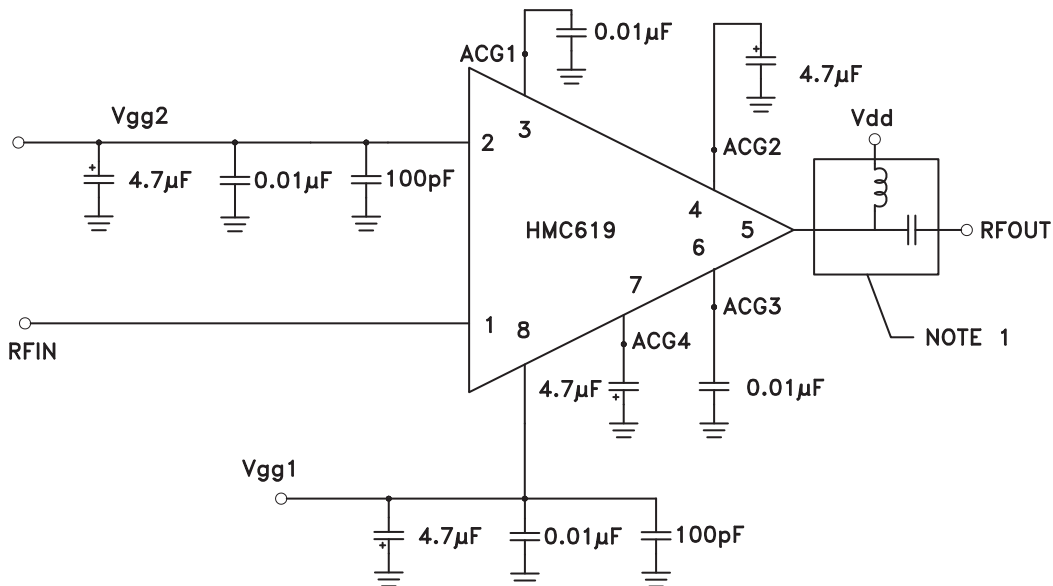 ACG1
0.01µF
4.7µF
Vgg2
2
3
ACG2
Vdd
4.7µF
0.01µF
100pF
HMC619
4
5
6
RFOUT
RFIN
1
8
7
ACG4
ACG3
NOTE 1
4.7µF
0.01µF
Vgg1
4.7µF
0.01µF
100pF